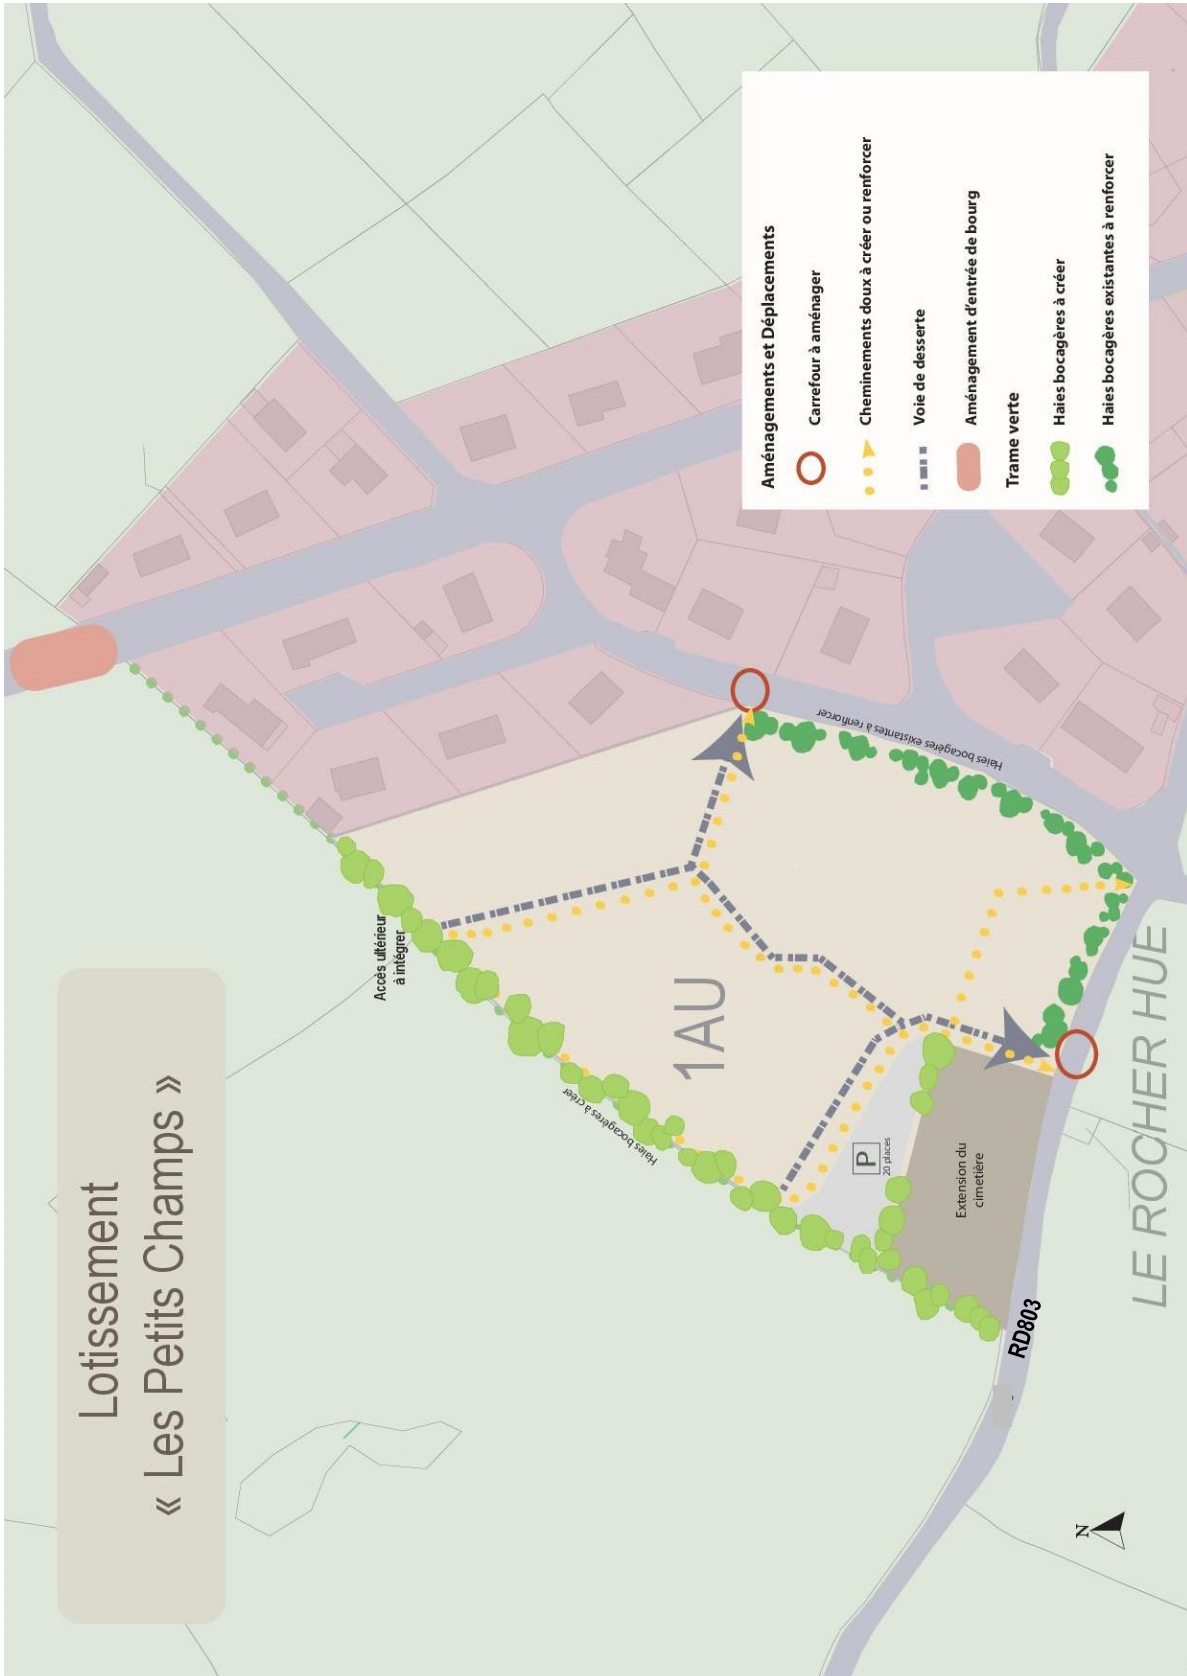 Lotissement
« Les Petits Champs »
Accès ultérieur
à intégrer
Haies bocagères à créer
1AU
Haies bocagères existantes à renforcer
P
20 places
Extension du
cimetière
RD803
LE ROCHER HUE
N
Aménagements et Déplacements
Carrefour à aménager
Cheminements doux à créer ou renforcer
Voie de desserte
Aménagement d'entrée de bourg
Trame verte
Haies bocagères à créer
Haies bocagères existantes à renforcer